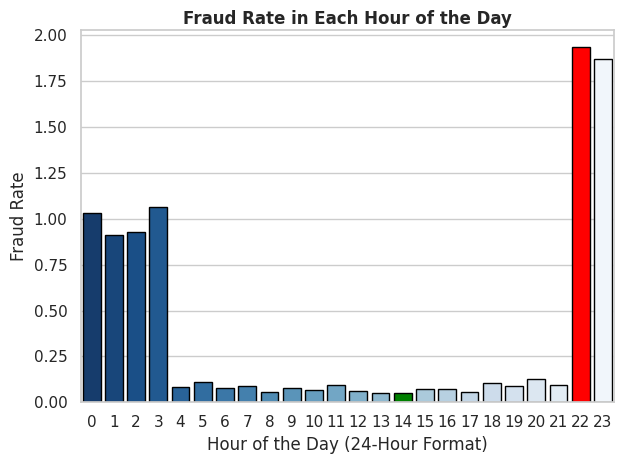 Fraud Rate in Each Hour of the Day
2.00
1.75
1.50
1.25
1.00
0.75
0.50
0.25
0.00
Fraud Rate
0 1 2 3 4 5 6 7 8 9 10 11 12 13 14 15 16 17 18 19 20 21 22 23
Hour of the Day (24-Hour Format)